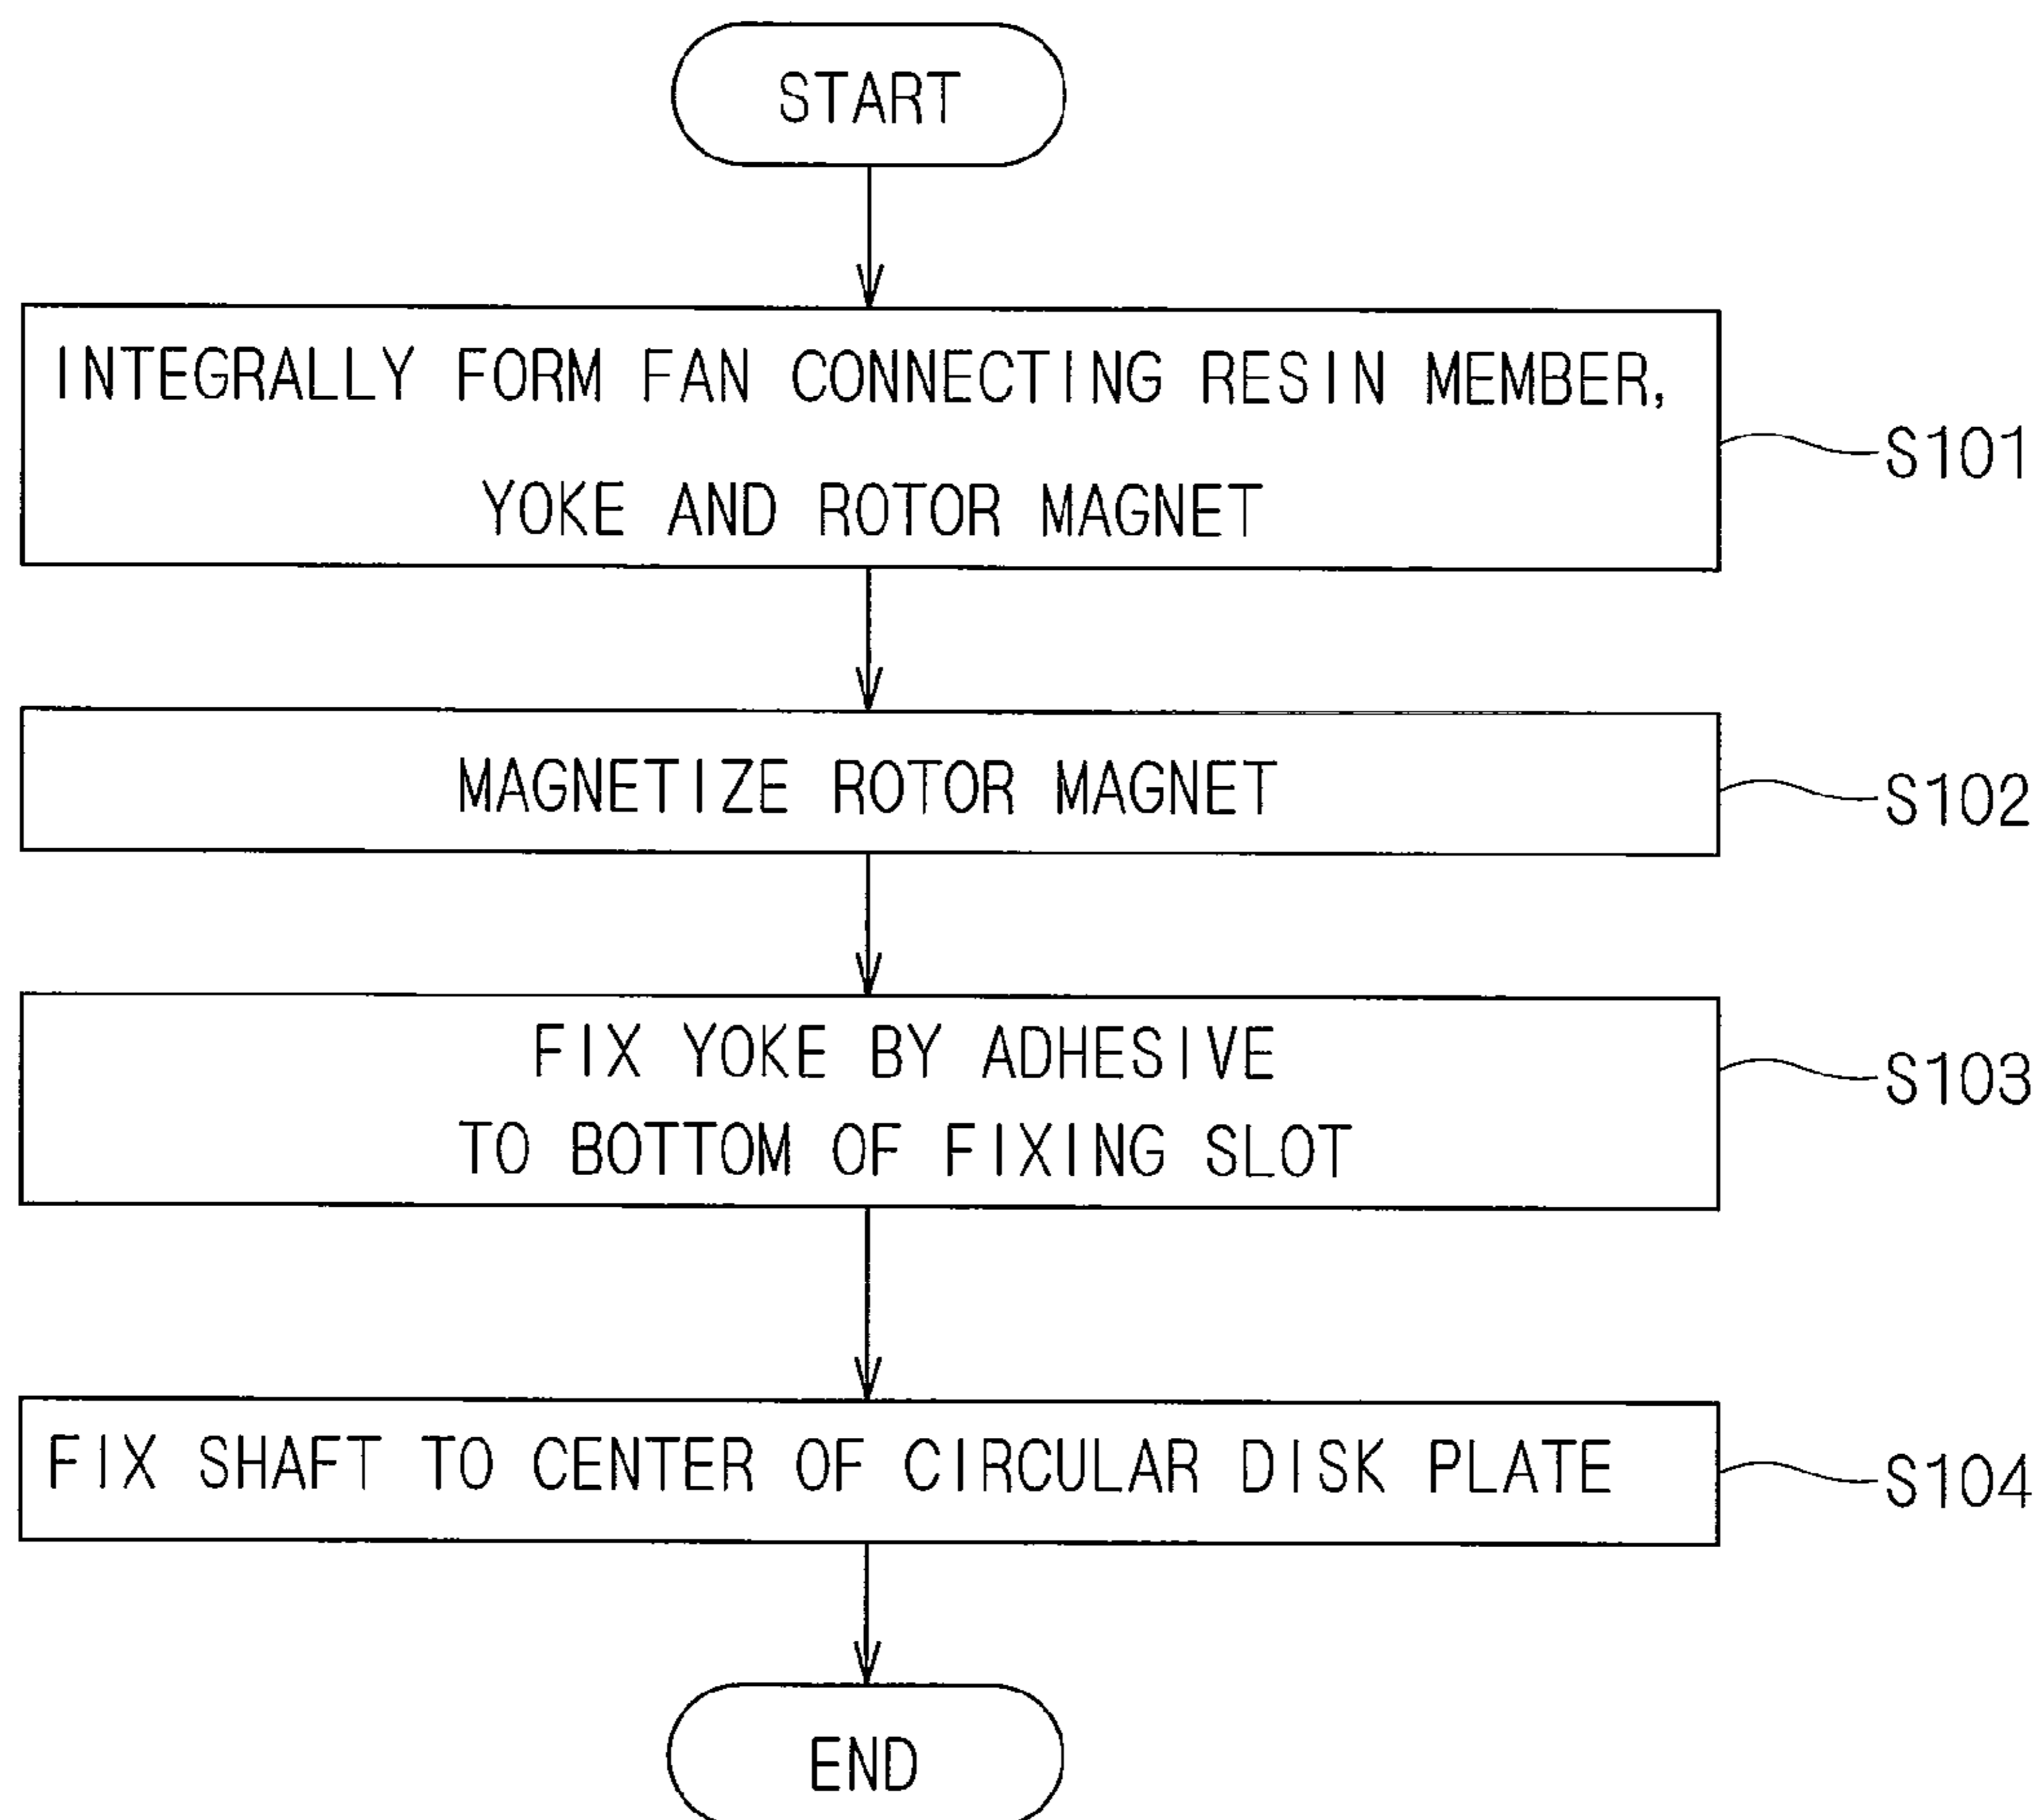 START
INTEGRALLY FORM FAN CONNECTING RESIN MEMBER,
YOKE AND ROTOR MAGNET
S101
MAGNETIZE ROTOR MAGNET
S102
FIX YOKE BY ADHESIVE
TO BOTTOM OF FIXING SLOT
S103
FIX SHAFT TO CENTER OF CIRCULAR DISK PLATE
S104
END